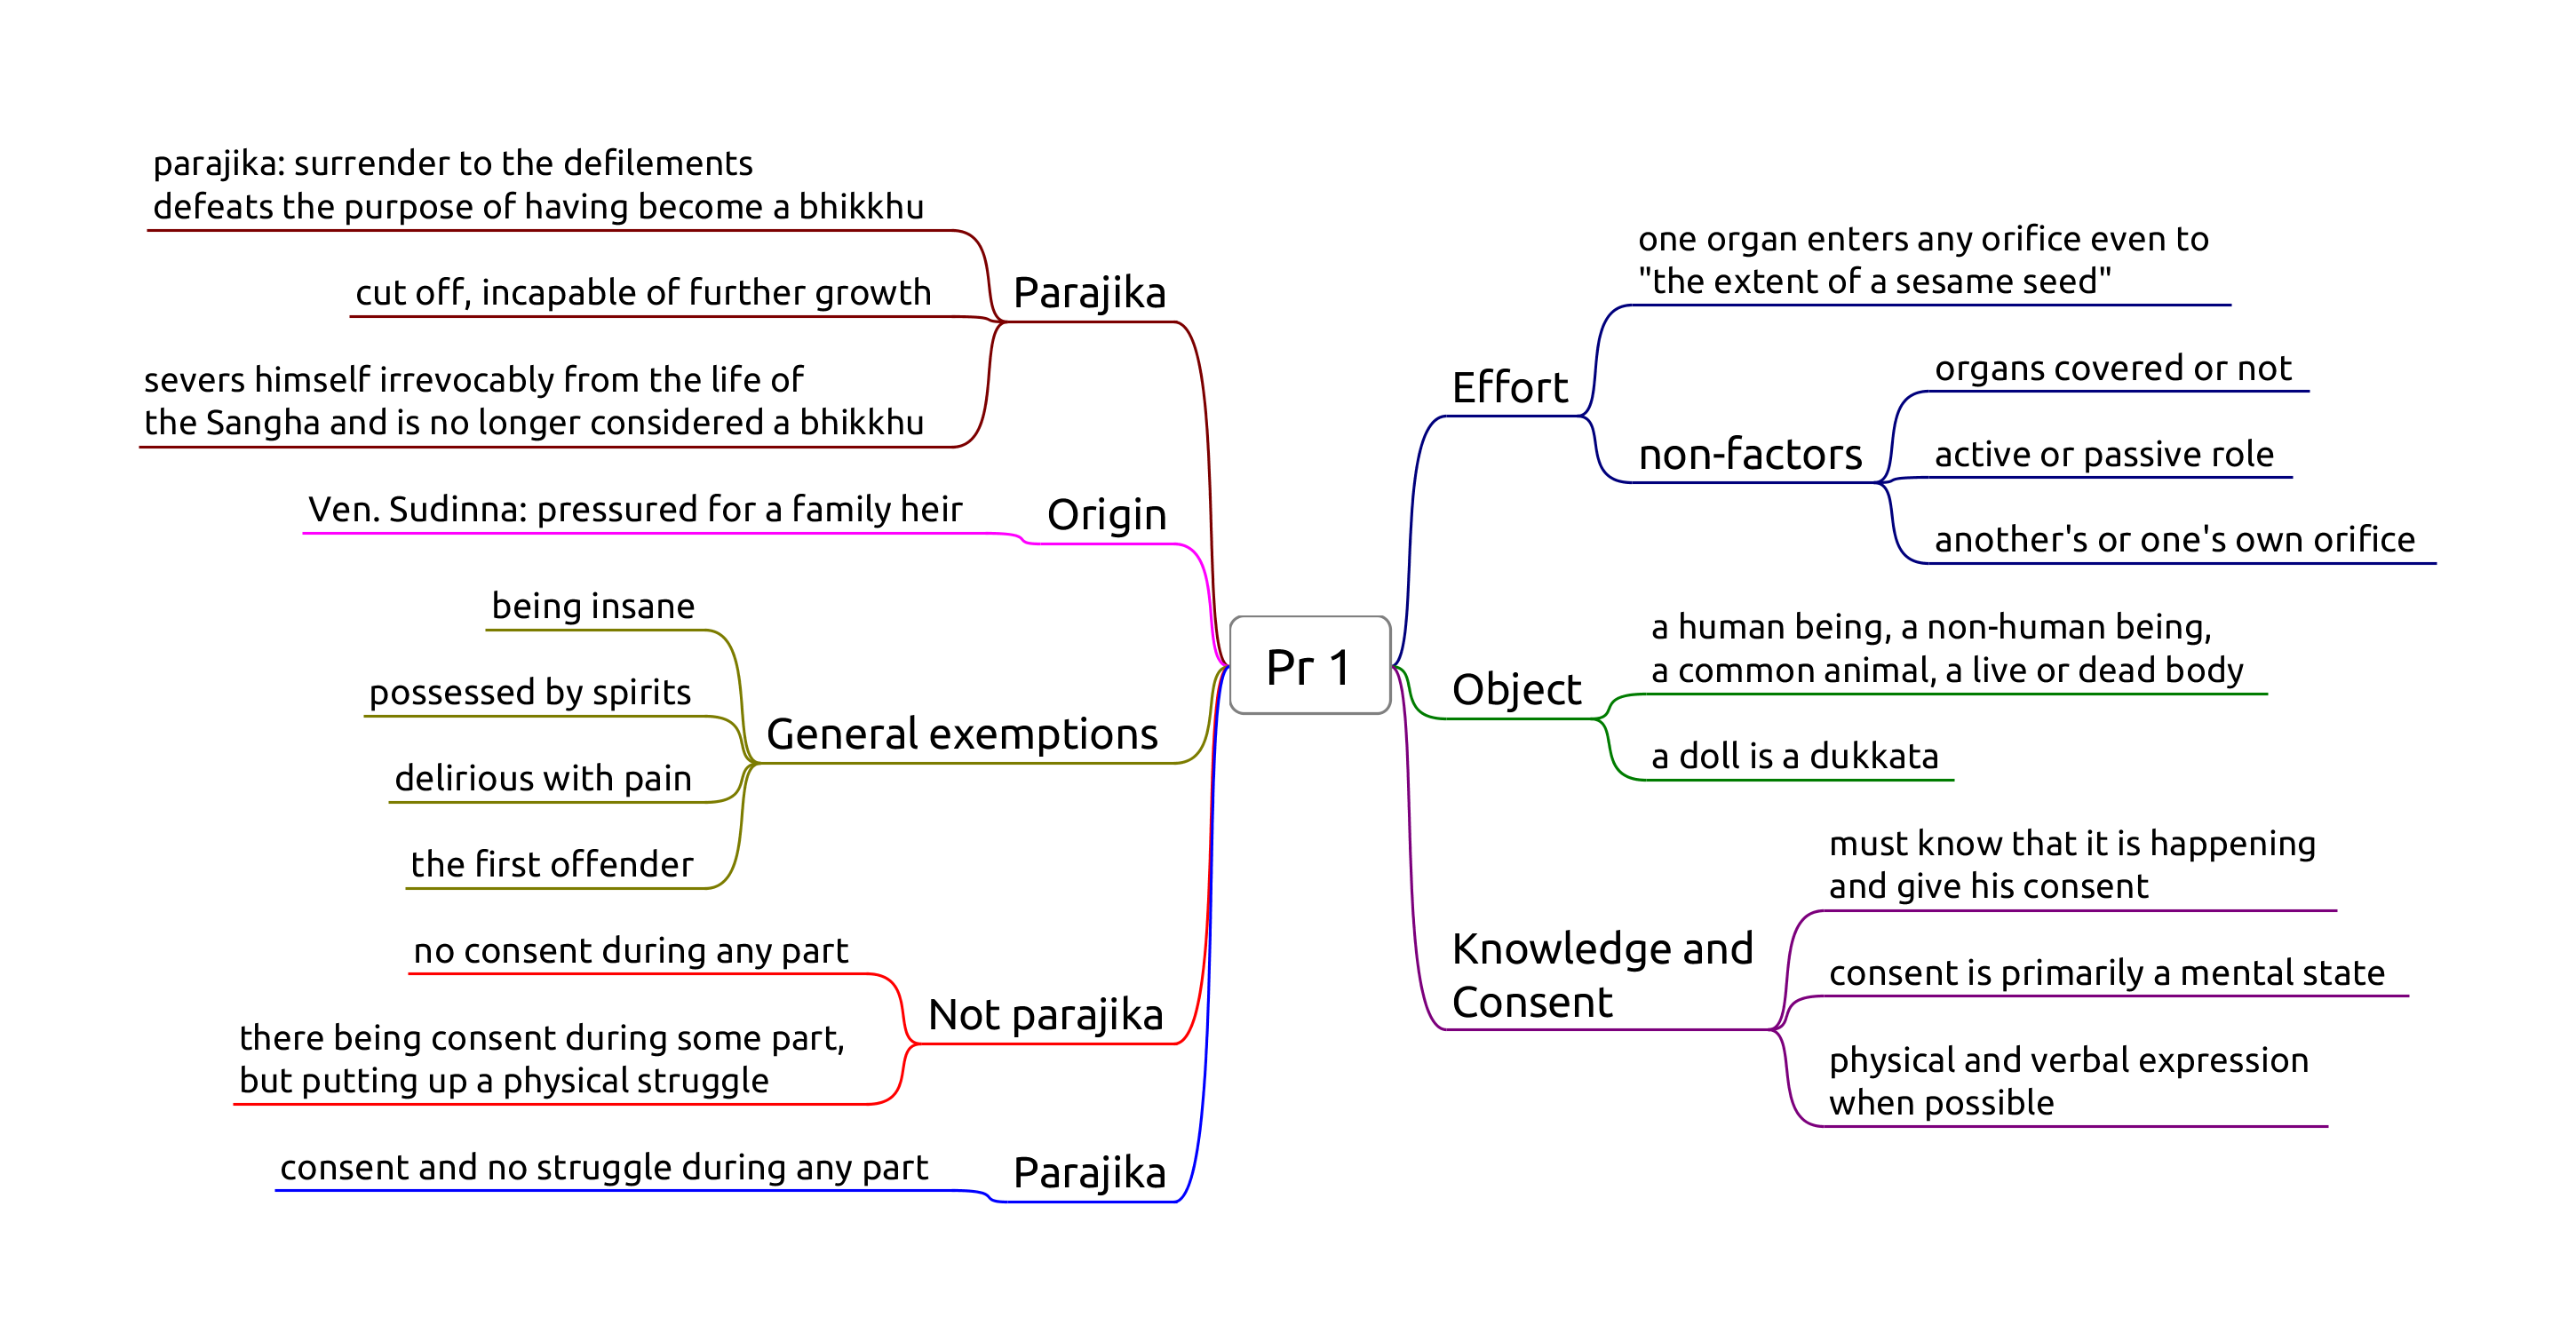 parajika: surrender to the defilements
defeats the purpose of having become a bhikkhu
cut off, incapable of further growth
severs himself irrevocably from the life of
the Sangha and is no longer considered a bhikkhu
Parajika
Ven. Sudinna: pressured for a family heir
Origin
being insane
possessed by spirits
delirious with pain
the first offender
General exemptions
no consent during any part
there being consent during some part,
but putting up a physical struggle
Not parajika
consent and no struggle during any part
Parajika
Pr 1
Effort
one organ enters any orifice even to
"the extent of a sesame seed"
non-factors
organs covered or not
active or passive role
another's or one's own orifice
Object
a human being, a non-human being,
a common animal, a live or dead body
a doll is a dukkata
Knowledge and
Consent
must know that it is happening
and give his consent
consent is primarily a mental state
physical and verbal expression
when possible